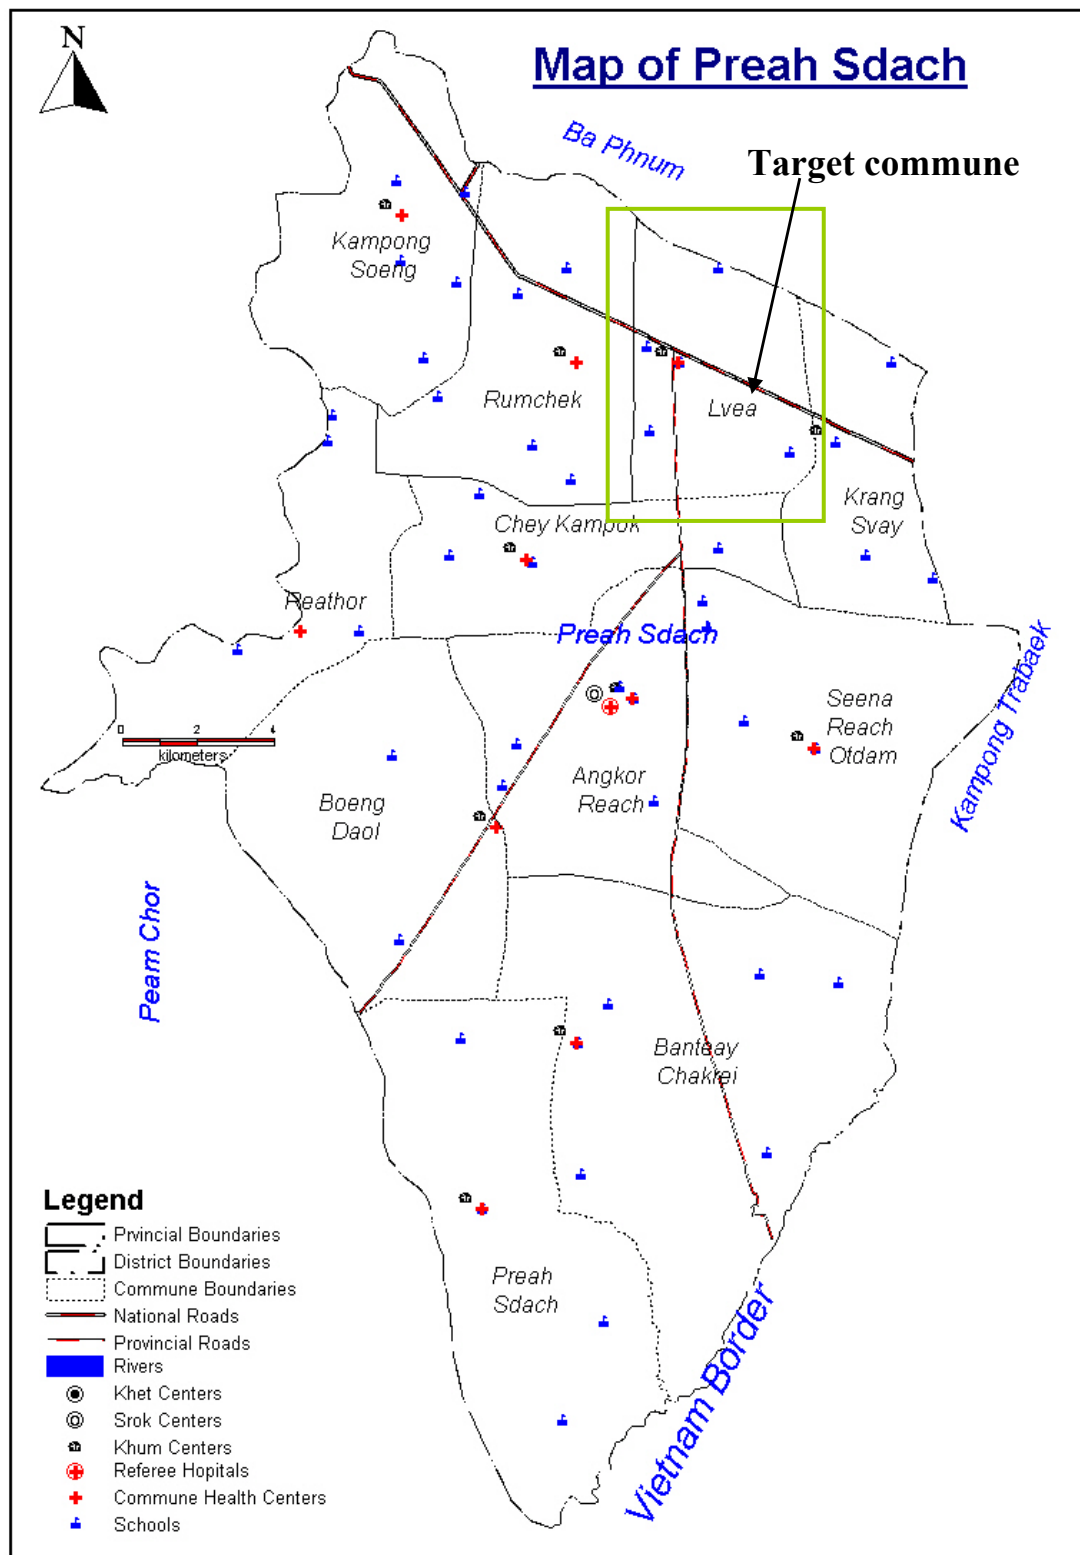 N
Map of Preah Sdach
Ba Phnum
Target commune
Kampong
Soeng
Rumchek
Lvea
Krang
Svay
Chey Kampok
Reathor
Preah Sdach
Kampong Trabaek
Seena
Reach
Otdam
0 2 4
kilometers
Angkor
Reach
Boeng
Daol
Peam Chor
Banteay
Chakrei
Preah
Sdach
Vietnam Border
Legend
Prvincial Boundaries
District Boundaries
Commune Boundaries
National Roads
Provincial Roads
Rivers
Khet Centers
Srok Centers
Khum Centers
Referee Hopitals
Commune Health Centers
Schools